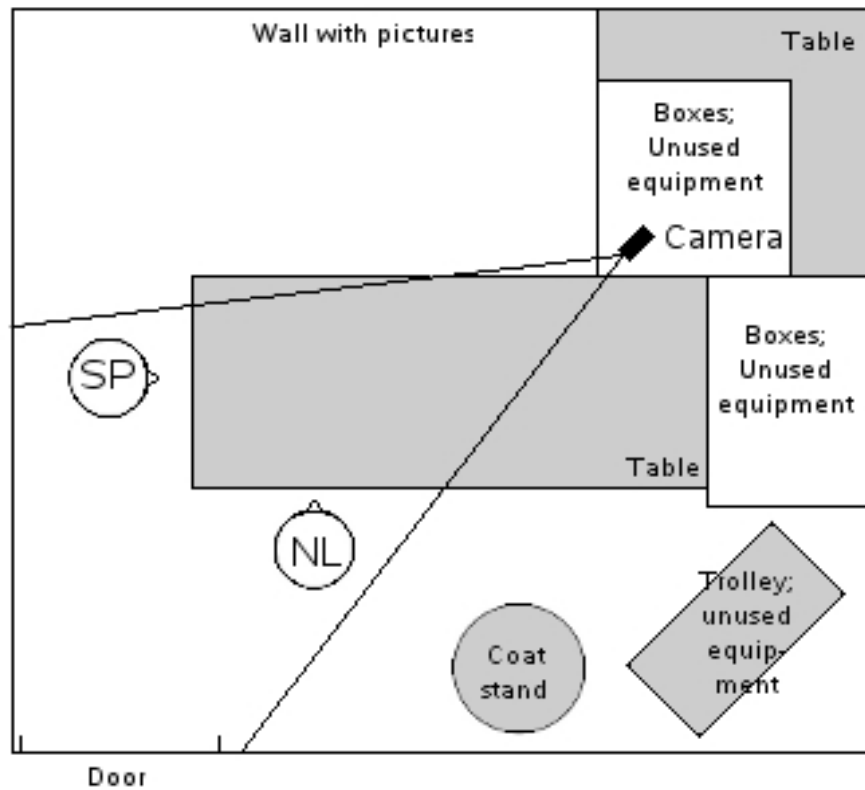 Wall with pictures
Table
Boxes;
Unused
equipment
Camera
Boxes;
Unused
equipment
SP
Table
NL
Trolley;
unused
equip-
ment
Coat
stand
Door